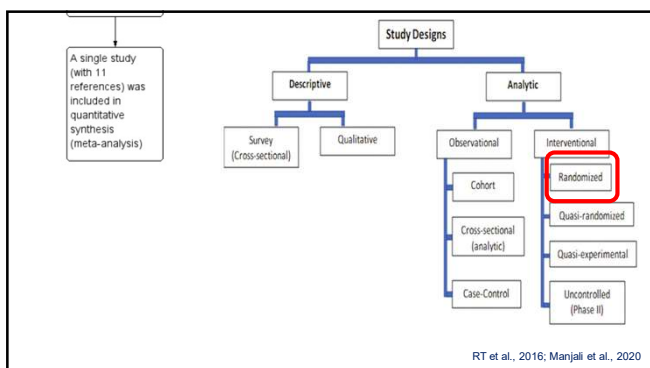 A single study
(with 11
references) was
included in
quantitative
synthesis
(meta-analysis)
Study Designs
Descriptive
Analytic
Survey
(Cross-sectional)
Qualitative
Observational
Interventional
Cohort
Cross-sectional
(analytic)
Case-Control
Randomized
Quasi-randomized
Quasi-experimental
Uncontrolled
(Phase II)
RT et al., 2016; Manjali et al., 2020